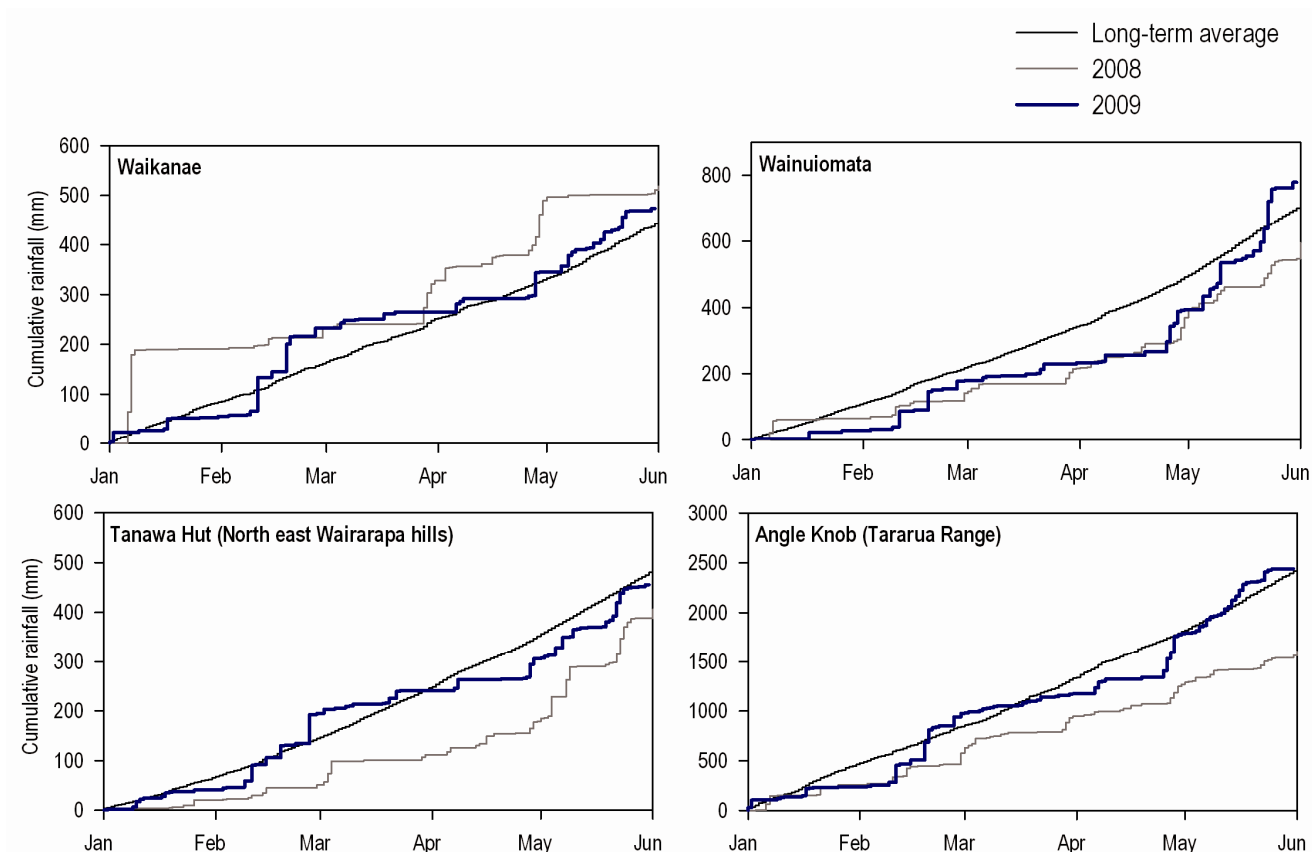 Long-term average
2008
2009
Waikanae
Cumulative rainfall (mm)
600
500
400
300
200
100
0
Jan Feb Mar Apr May Jun
Wainuiomata
800
600
400
200
0
Jan Feb Mar Apr May Jun
Tanawa Hut (North east Wairarapa hills)
Cumulative rainfall (mm)
600
500
400
300
200
100
0
Jan Feb Mar Apr May Jun
Angle Knob (Tararua Range)
3000
2500
2000
1500
1000
500
0
Jan Feb Mar Apr May Jun